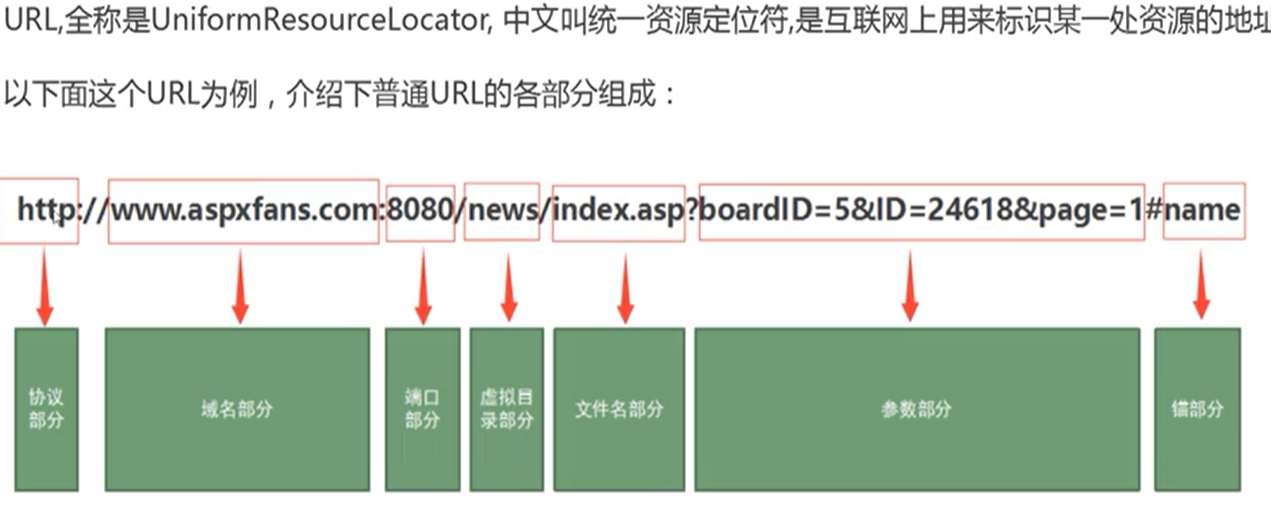 URL,全称是UniformResourceLocator, 中文叫统一资源定位符,是互联网上用来标识某一处资源的地址
以下面这个URL为例，介绍下普通URL的各部分组成：
http://www.aspxfans.com:8080/news/index.asp?boardID=5&ID=24618&page=1#name
协议
部分
域名部分
端口
部分
虚拟目
录部分
文件名部分
参数部分
锚部分